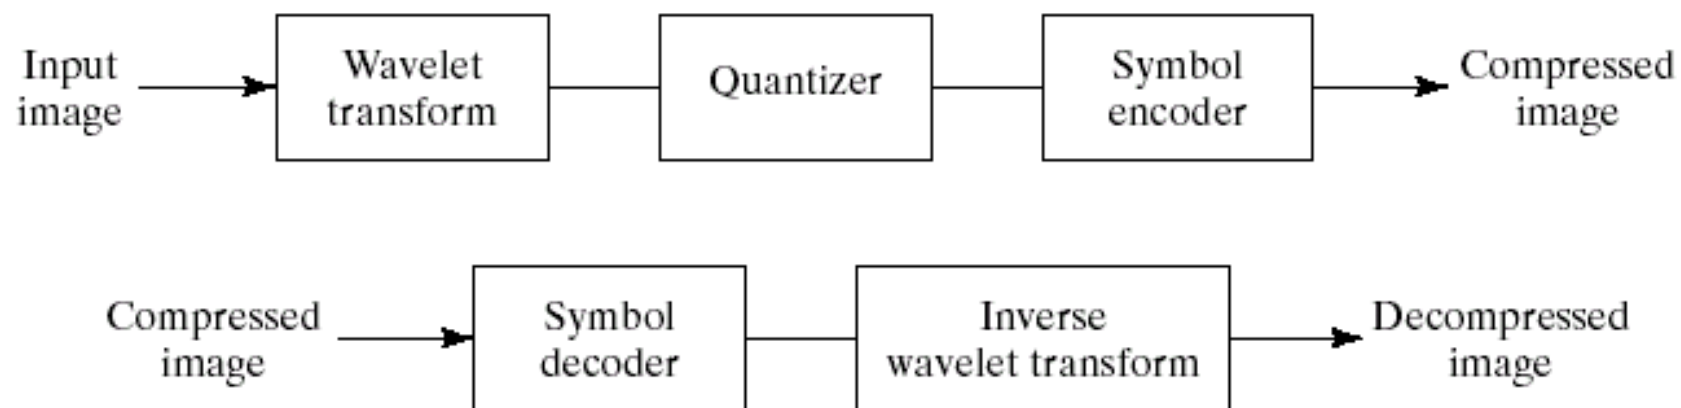 Input
image
Wavelet
transform
Quantizer
Symbol
encoder
Compressed
image
Compressed
image
Symbol
decoder
Inverse
wavelet transform
Decompressed
image